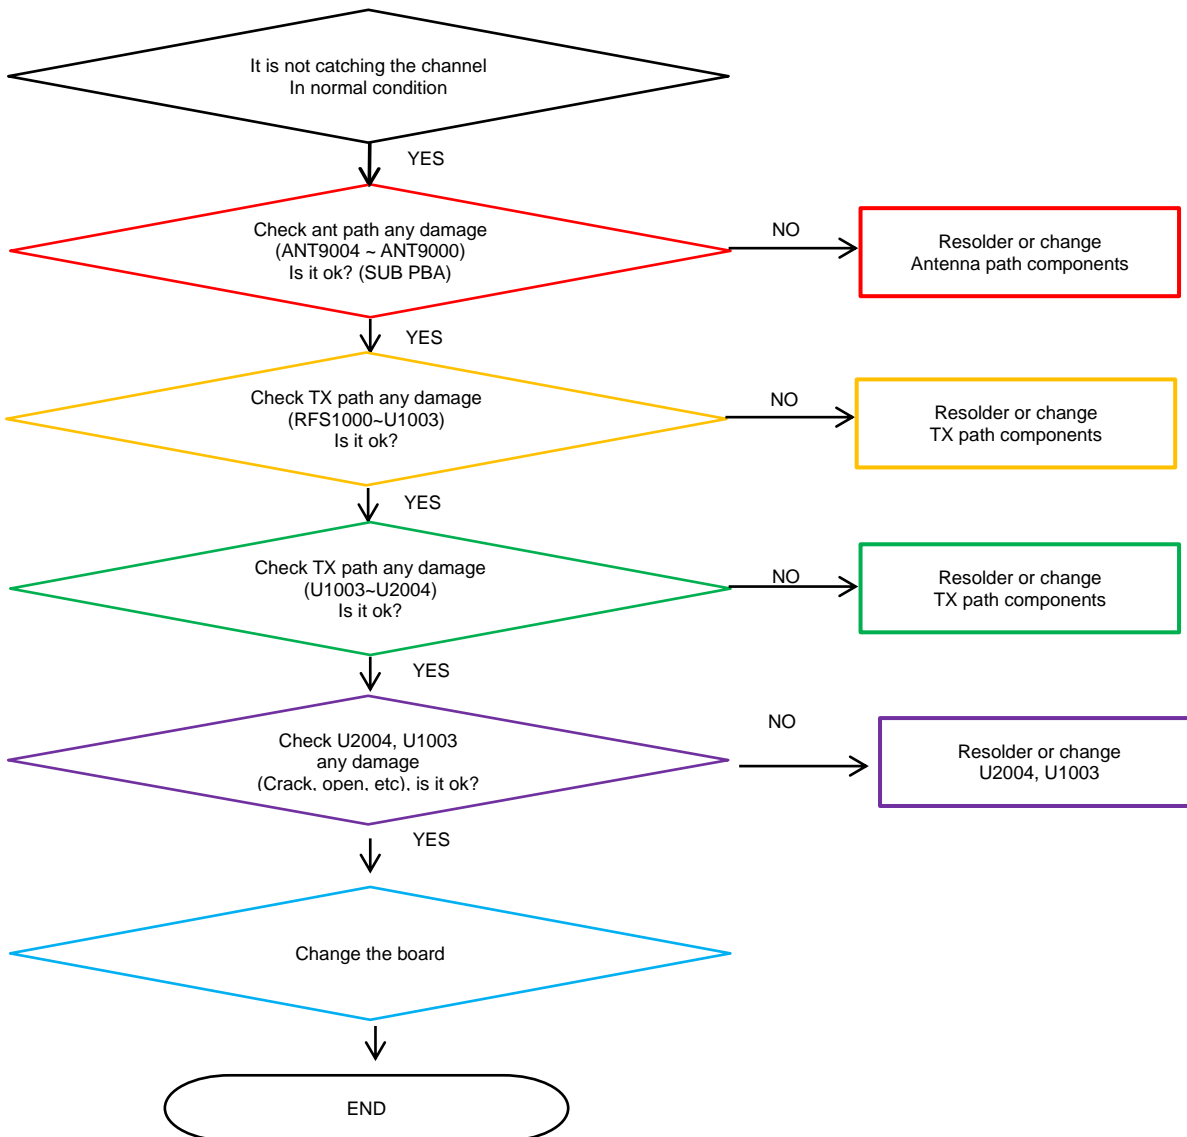 It is not catching the channel
In normal condition
YES
Check ant path any damage
(ANT9004 ~ ANT9000)
Is it ok? (SUB PBA)
NO
Resolder or change
Antenna path components
YES
Check TX path any damage
(RFS1000~U1003)
Is it ok?
NO
Resolder or change
TX path components
YES
Check TX path any damage
(U1003~U2004)
Is it ok?
NO
Resolder or change
TX path components
YES
Check U2004, U1003
any damage
(Crack, open, etc), is it ok?
NO
Resolder or change
U2004, U1003
YES
Change the board
END